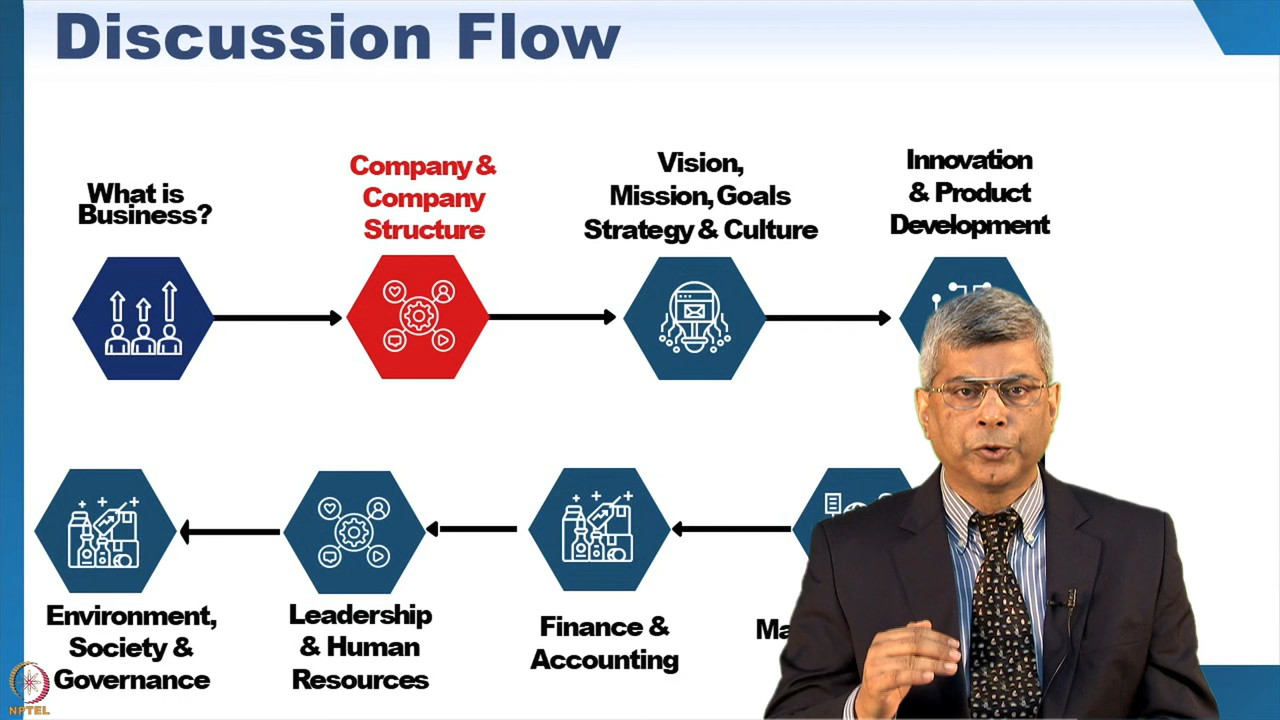 Discussion Flow
What is
Business?
Company &
Company
Structure
Vision,
Mission, Goals
Strategy & Culture
Innovation
& Product
Development
Environment,
Society &
Governance
Leadership
& Human
Resources
Finance &
Accounting
Ma
NPTEL